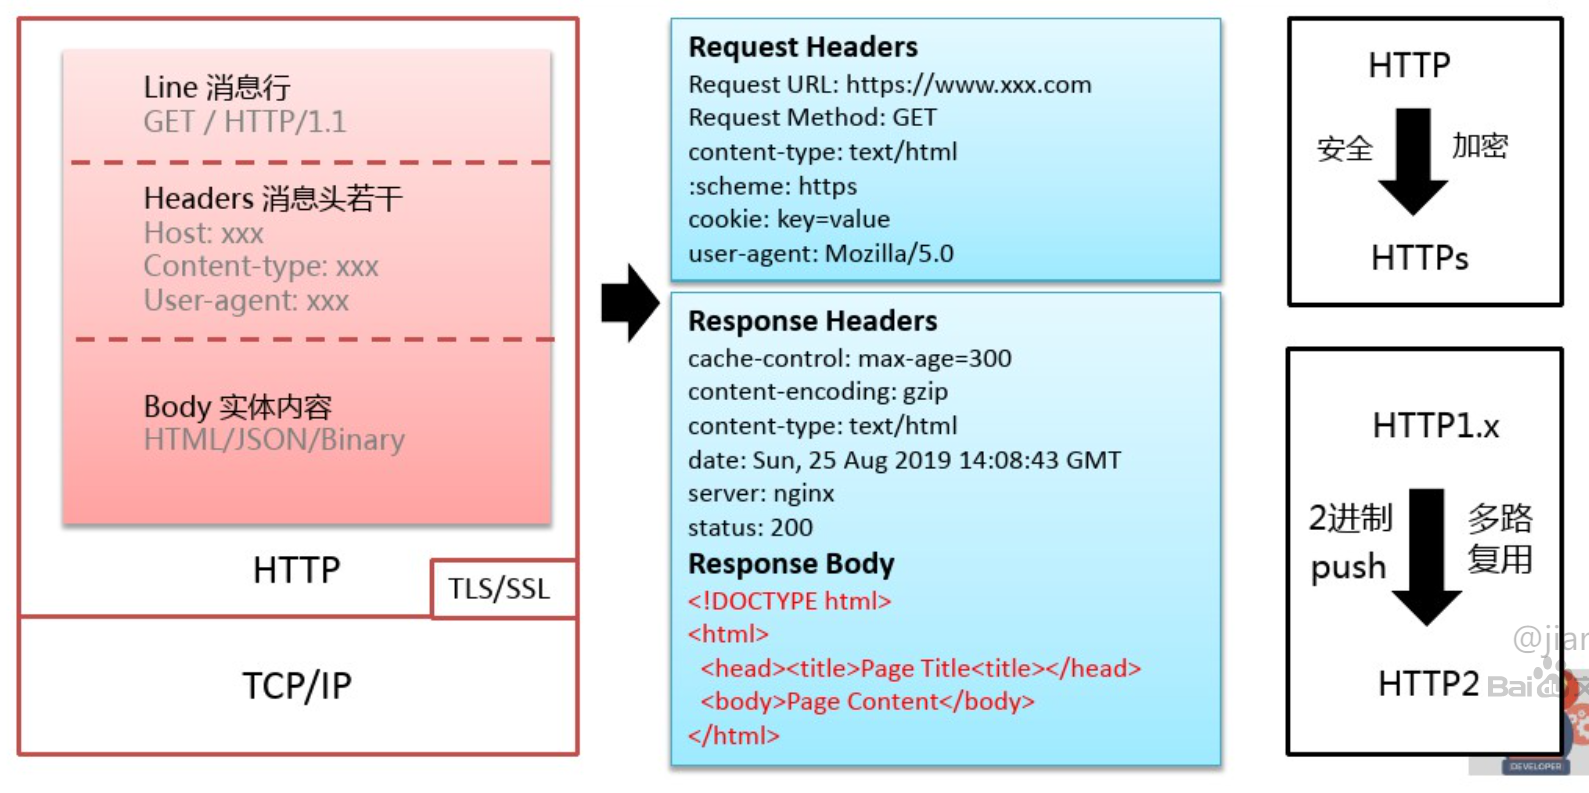 Line 消息行
GET / HTTP/1.1
Headers 消息头若干
Host: xxx
Content-type: xxx
User-agent: xxx
Body 实体内容
HTML/JSON/Binary
HTTP
TLS/SSL
TCP/IP
Request Headers
Request URL: https://www.xxx.com
Request Method: GET
content-type: text/html
:scheme: https
cookie: key=value
user-agent: Mozilla/5.0
Response Headers
cache-control: max-age=300
content-encoding: gzip
content-type: text/html
date: Sun, 25 Aug 2019 14:08:43 GMT
server: nginx
status: 200
Response Body
<!DOCTYPE html>
<html>
<head><title>Page Title<title></head>
<body>Page Content</body>
</html>
HTTP
安全
加密
HTTPs
HTTP1.x
2进制
push
多路
复用
HTTP2
@jian
Bai du
DEVELOPER